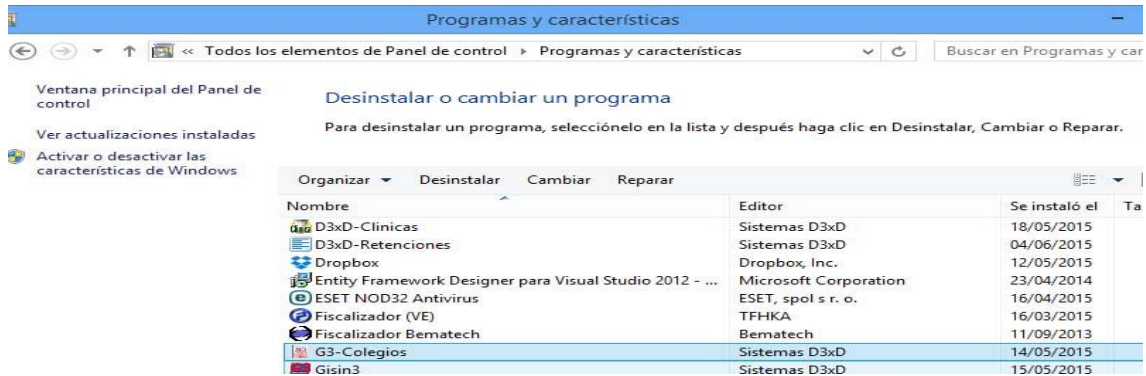 Programas y características
« Todos los elementos de Panel de control ▸ Programas y características
Buscar en Programas y car
Ventana principal del Panel de
control
Ver actualizaciones instaladas
Activar o desactivar las
características de Windows
Desinstalar o cambiar un programa
Para desinstalar un programa, selecciónelo en la lista y después haga clic en Desinstalar, Cambiar o Reparar.
Organizar Desinstalar Cambiar Reparar
Nombre Editor Se instaló el Ta
D3xD-Clinicas Sistemas D3xD 18/05/2015
D3xD-Retenciones Sistemas D3xD 04/06/2015
Dropbox Dropbox, Inc. 12/05/2015
Entity Framework Designer para Visual Studio 2012 - ... Microsoft Corporation 23/04/2014
ESET NOD32 Antivirus ESET, spol s r. o. 16/04/2015
Fiscalizador (VE) TFHKA 16/03/2015
Fiscalizador Bematech Bematech 11/09/2013
G3-Colegios Sistemas D3xD 14/05/2015
Gisin3 Sistemas D3xD 15/05/2015